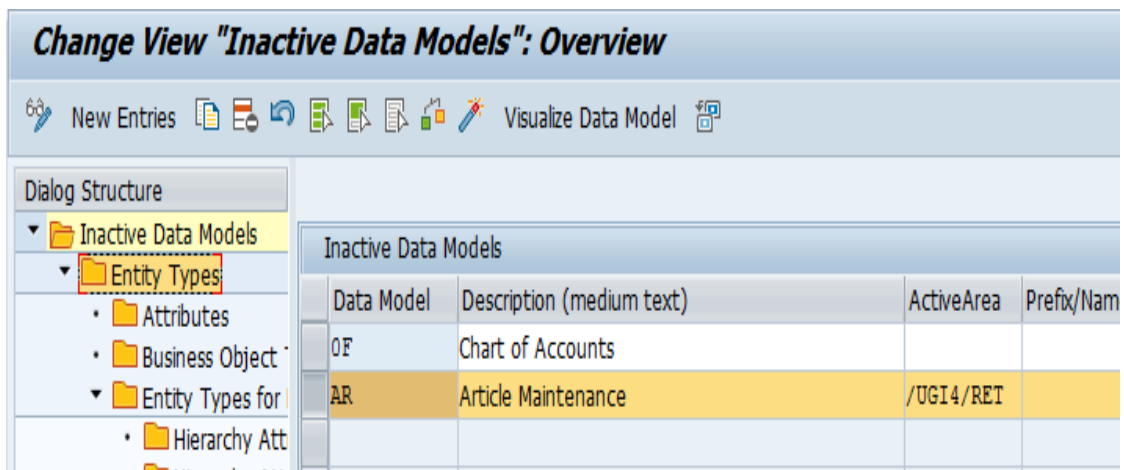 Change View "Inactive Data Models": Overview
New Entries Visualize Data Model
Dialog Structure
Inactive Data Models
Entity Types
Attributes
Business Object
Entity Types for
Hierarchy Att
Inactive Data Models
Data Model Description (medium text) ActiveArea Prefix/Nam
0F Chart of Accounts
AR Article Maintenance /UGI4/RET